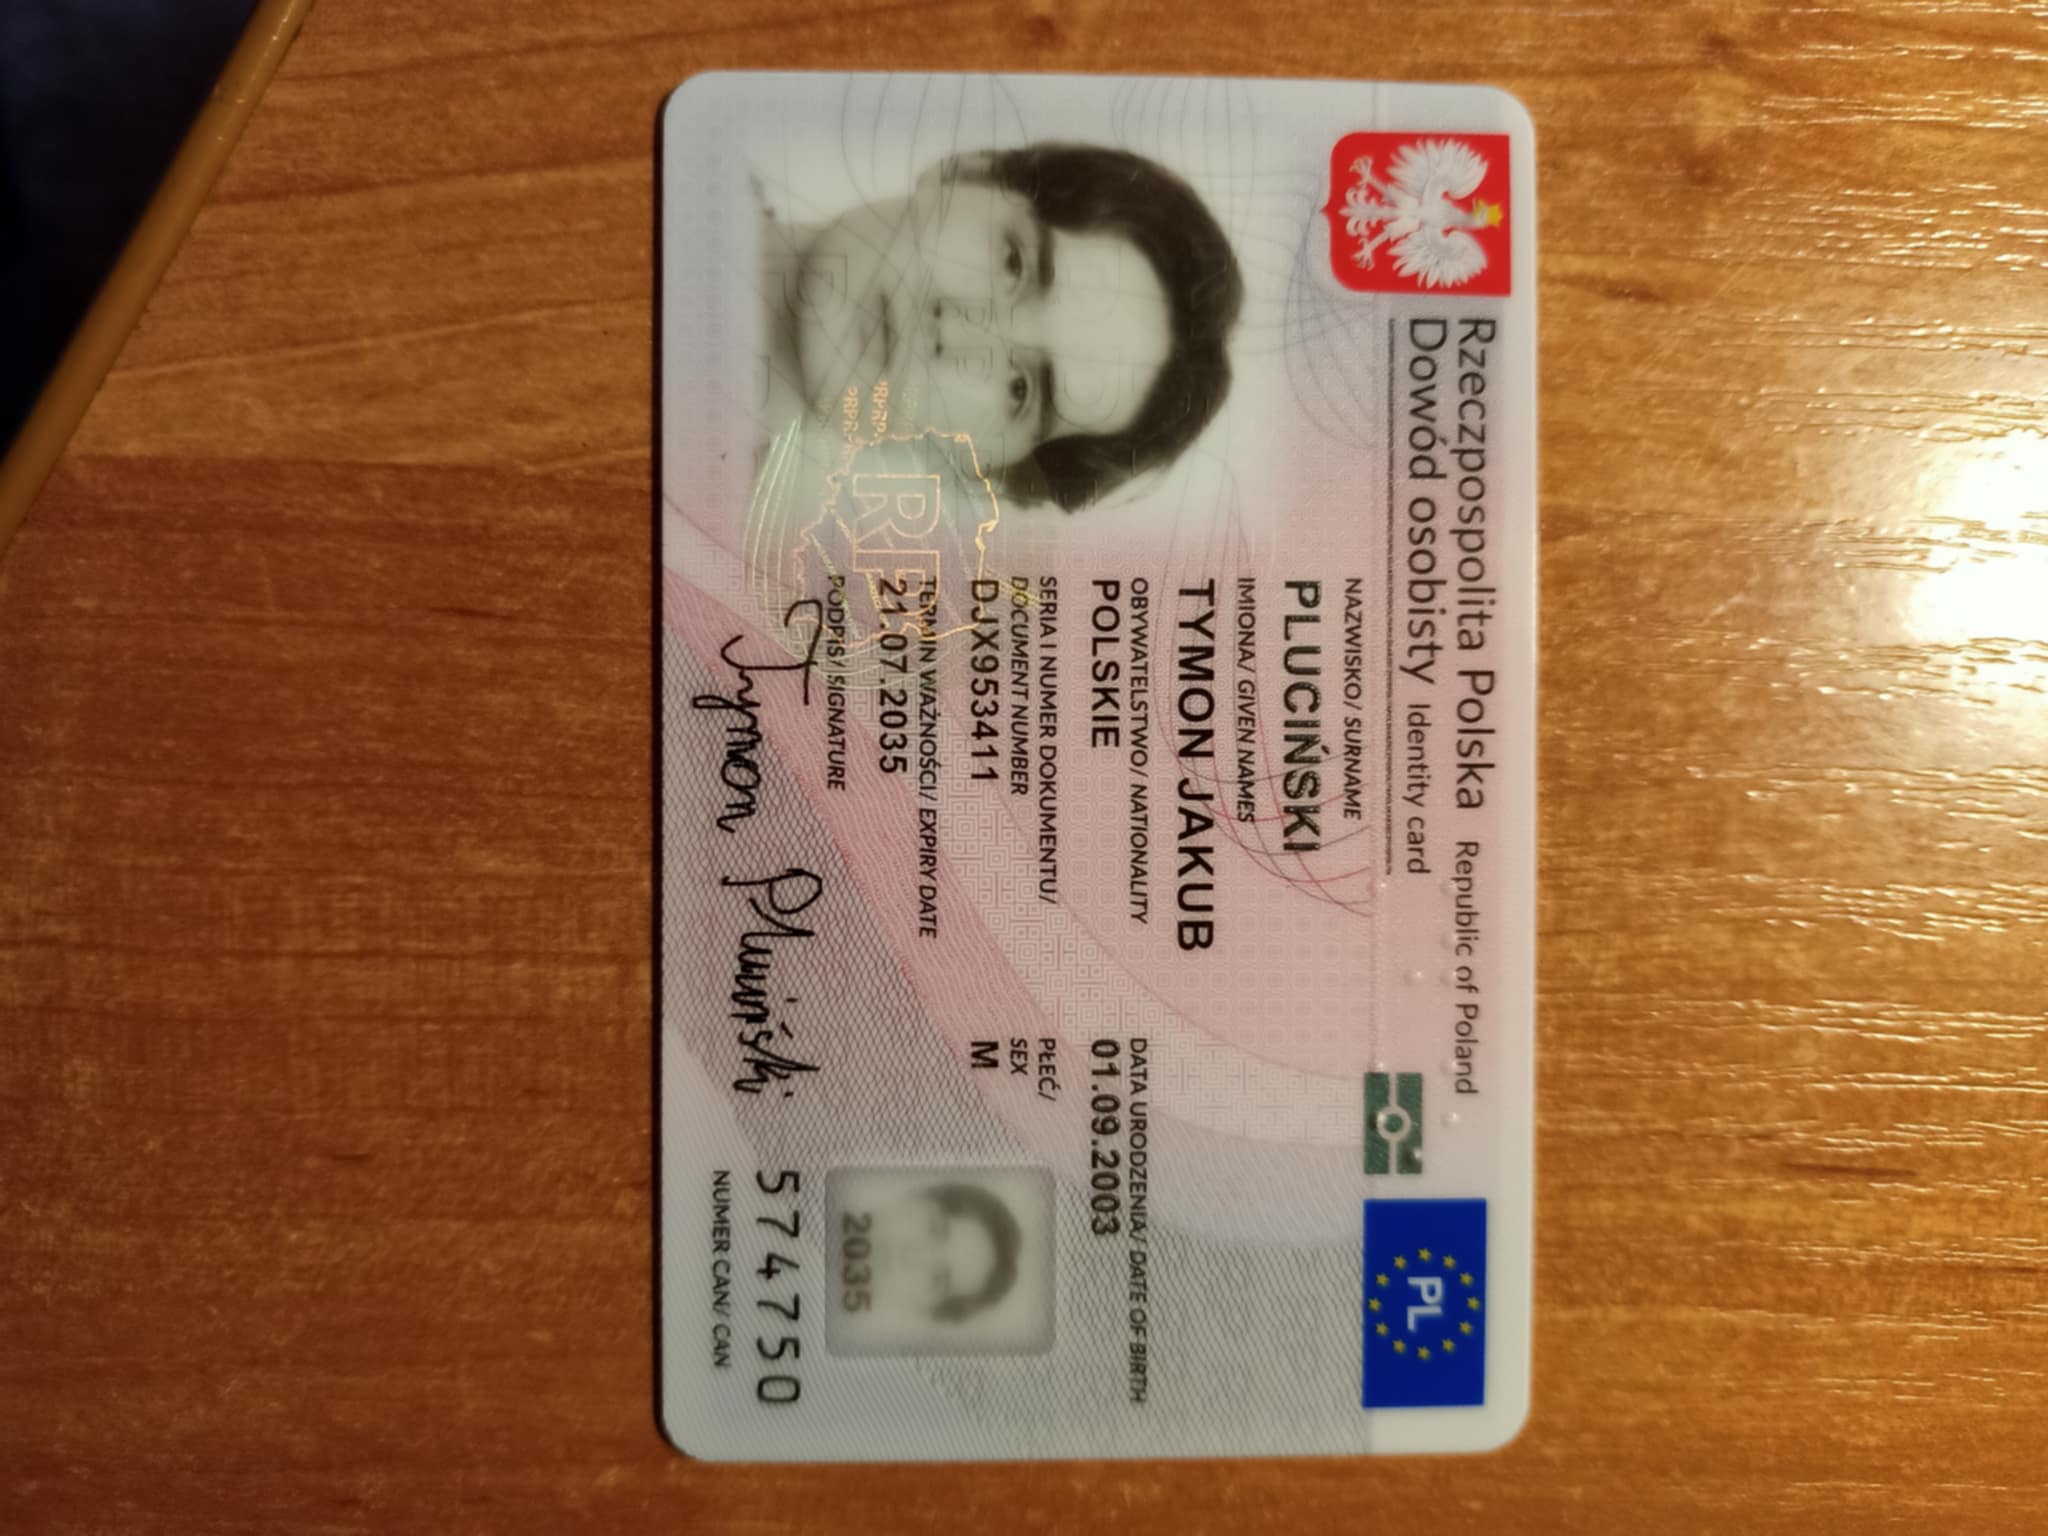 Rzeczpospolita Polska Republic of Poland
Dowód osobisty Identity card
PL
NAZWISKO/ SURNAME
PLUCIŃSKI
IMIONA/ GIVEN NAMES
TYMON JAKUB
OBYWATELSTWO/ NATIONALITY
POLSKIE
DATA URODZENIA/ DATE OF BIRTH
01.09.2003
SERIA I NUMER DOKUMENTU/
DOCUMENT NUMBER
DJX953411
PŁEĆ/
SEX
M
TERMIN WAŻNOŚCI/ EXPIRY DATE
21.07.2035
PODPIS/ SIGNATURE
Tymon Pluciński
RP
2035
574750
NUMER CAN/ CAN